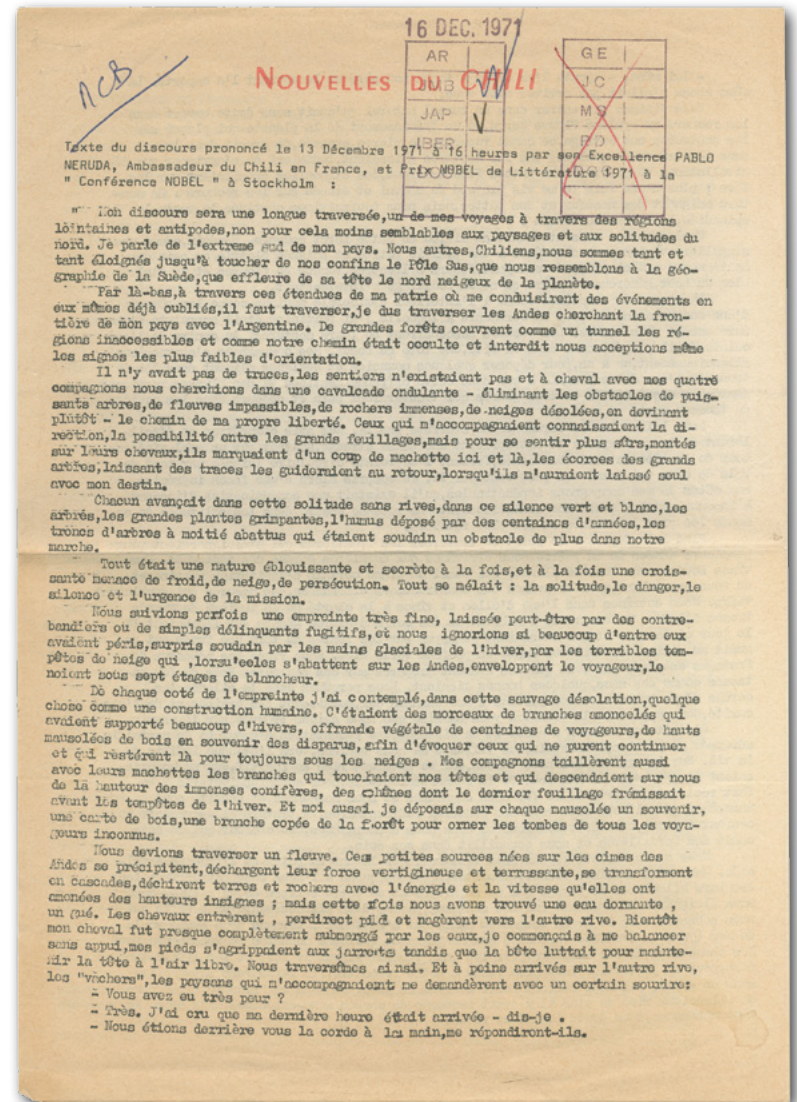 16 DEC. 1971
AR
GE
JMB
JC
JAP
MS
IBER
PD
DOC
MCB
NOUVELLES DU CHILI
Texte du discours prononcé le 13 Décembre 1971 à 16 heures par son Excellence PABLO
NERUDA, Ambassadeur du Chili en France, et Prix NOBEL de Littérature 1971 à la
" Conférence NOBEL " à Stockholm :
"" Mon discours sera une longue traversée,un de mes voyages à travers des régions
lointaines et antipodes,non pour cela moins semblables aux paysages et aux solitudes du
nord. Je parle de l'extreme sud de mon pays. Nous autres,Chiliens,nous sommes tant et
tant éloignés jusqu'à toucher de nos confins le Pôle Sus,que nous ressemblons à la géo-
graphie de la Suède,que effleure de sa tête le nord neigeux de la planète.
Par là-bas,à travers ces étendues de ma patrie où me conduisirent des événements en
eux mêmes déjà oubliés,il faut traverser,je dus traverser les Andes cherchant la fron-
tière de mon pays avec l'Argentine. De grandes forêts couvrent comme un tunnel les ré-
gions inaccessibles et comme notre chemin était occulte et interdit nous acceptions même
les signes les plus faibles d'orientation.
Il n'y avait pas de traces,les sentiers n'existaient pas et à cheval avec mes quatre
compagnons nous cherchions dans une cavalcade ondulante - éliminant les obstacles de puis-
sants arbres,de fleuves impassibles,de rochers immenses,de neiges désolées,en devinant
plûtôt - le chemin de ma propre liberté. Ceux qui m'accompagnaient connaissaient la di-
rection,la possibilité entre les grands feuillages,mais pour se sentir plus sûrs,montés
sur leurs chevaux,ils marquaient d'un coup de machette ici et là,les écorces des grands
arbres,laissant des traces les guideraient au retour,lorsqu'ils m'auraient laissé seul
avec mon destin.
Chacun avançait dans cette solitude sans rives,dans ce silence vert et blanc,les
arbres,les grandes plantes grimpantes,l'humus déposé par des centaines d'années,les
troncs d'arbres à moitié abattus qui étaient soudain un obstacle de plus dans notre
marche.
Tout était une nature éblouissante et secrète à la fois,et à la fois une crois-
sante menace de froid,de neige,de persécution. Tout se mélait : la solitude,le danger,le
silence et l'urgence de la mission.
Nous suivions parfois une empreinte très fine, laissée peut-être par des contre-
bandiers ou de simples délinquants fugitifs,et nous ignorions si beaucoup d'entre eux
avaient péris,surpris soudain par les mains glaciales de l'hiver,par les terribles tem-
pêtes de neige qui ,lorsu'eeles s'abattent sur les Andes,enveloppent le voyageur,le
noient sous sept étages de blancheur.
De chaque coté de l'empreinte j'ai contemplé,dans cette sauvage désolation,quelque
chose comme une construction humaine. C'étaient des morceaux de branches amoncelés qui
avaient supporté beaucoup d'hivers, offrande végétale de centaines de voyageurs,de hauts
mausolées de bois en souvenir des disparus,afin d'évoquer ceux qui ne purent continuer
et qui restérent là pour toujours sous les neiges . Mes compagnons taillèrent aussi
avec leurs machettes les branches qui touchaient nos têtes et qui descendaient sur nous
de la hauteur des immenses conifères, des chênes dont le dernier feuillage frémissait
avant les tempêtes de l'hiver. Et moi aussi. je déposais sur chaque mausolée un souvenir,
une carte de bois,une branche copée de la forêt pour orner les tombes de tous les voya-
geurs inconnus.
Nous devions traverser un fleuve. Ces petites sources nées sur les cimes des
Andes se précipitent,déchargent leur force vertigineuse et terrassante,se transforment
en cascades,déchirent terres et rochers avec l'énergie et la vitesse qu'elles ont
amenées des hauteurs insignes ; mais cette fois nous avons trouvé une eau dormante ,
un gué. Les chevaux entrèrent , perdirect pied et nagèrent vers l'autre rive. Bientôt
mon cheval fut presque complètement submergé par les eaux,je commençais à me balancer
sans appui,mes pieds s'agrippaient aux jarrets tandis que la bête luttait pour mainte-
nir la tête à l'air libre. Nous traversâmes ainsi. Et à peine arrivés sur l'autre rive,
les "vachers",les paysans qui m'accompagnaient me demandèrent avec un certain sourire:
- Vous avez eu très peur ?
- Très. J'ai cru que ma dernière heure était arrivée - dis-je .
- Nous étions derrière vous la corde à la main,me répondiront-ils.